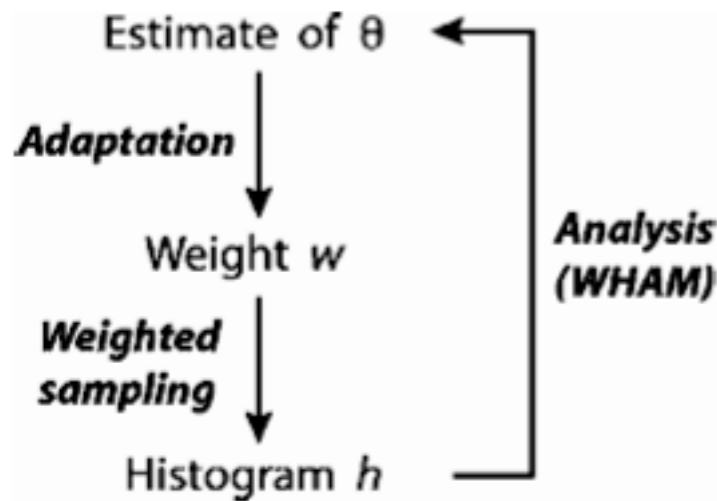 Estimate of θ
Adaptation
Weight w
Analysis
(WHAM)
Weighted
sampling
Histogram h